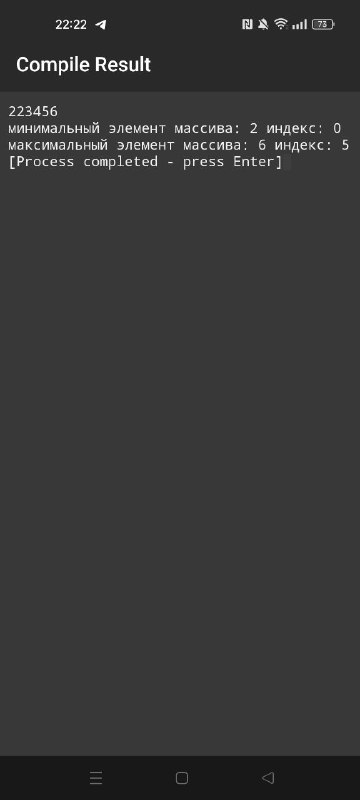 22:22
73
Compile Result
223456
минимальный элемент массива: 2 индекс: 0
максимальный элемент массива: 6 индекс: 5
[Process completed - press Enter]